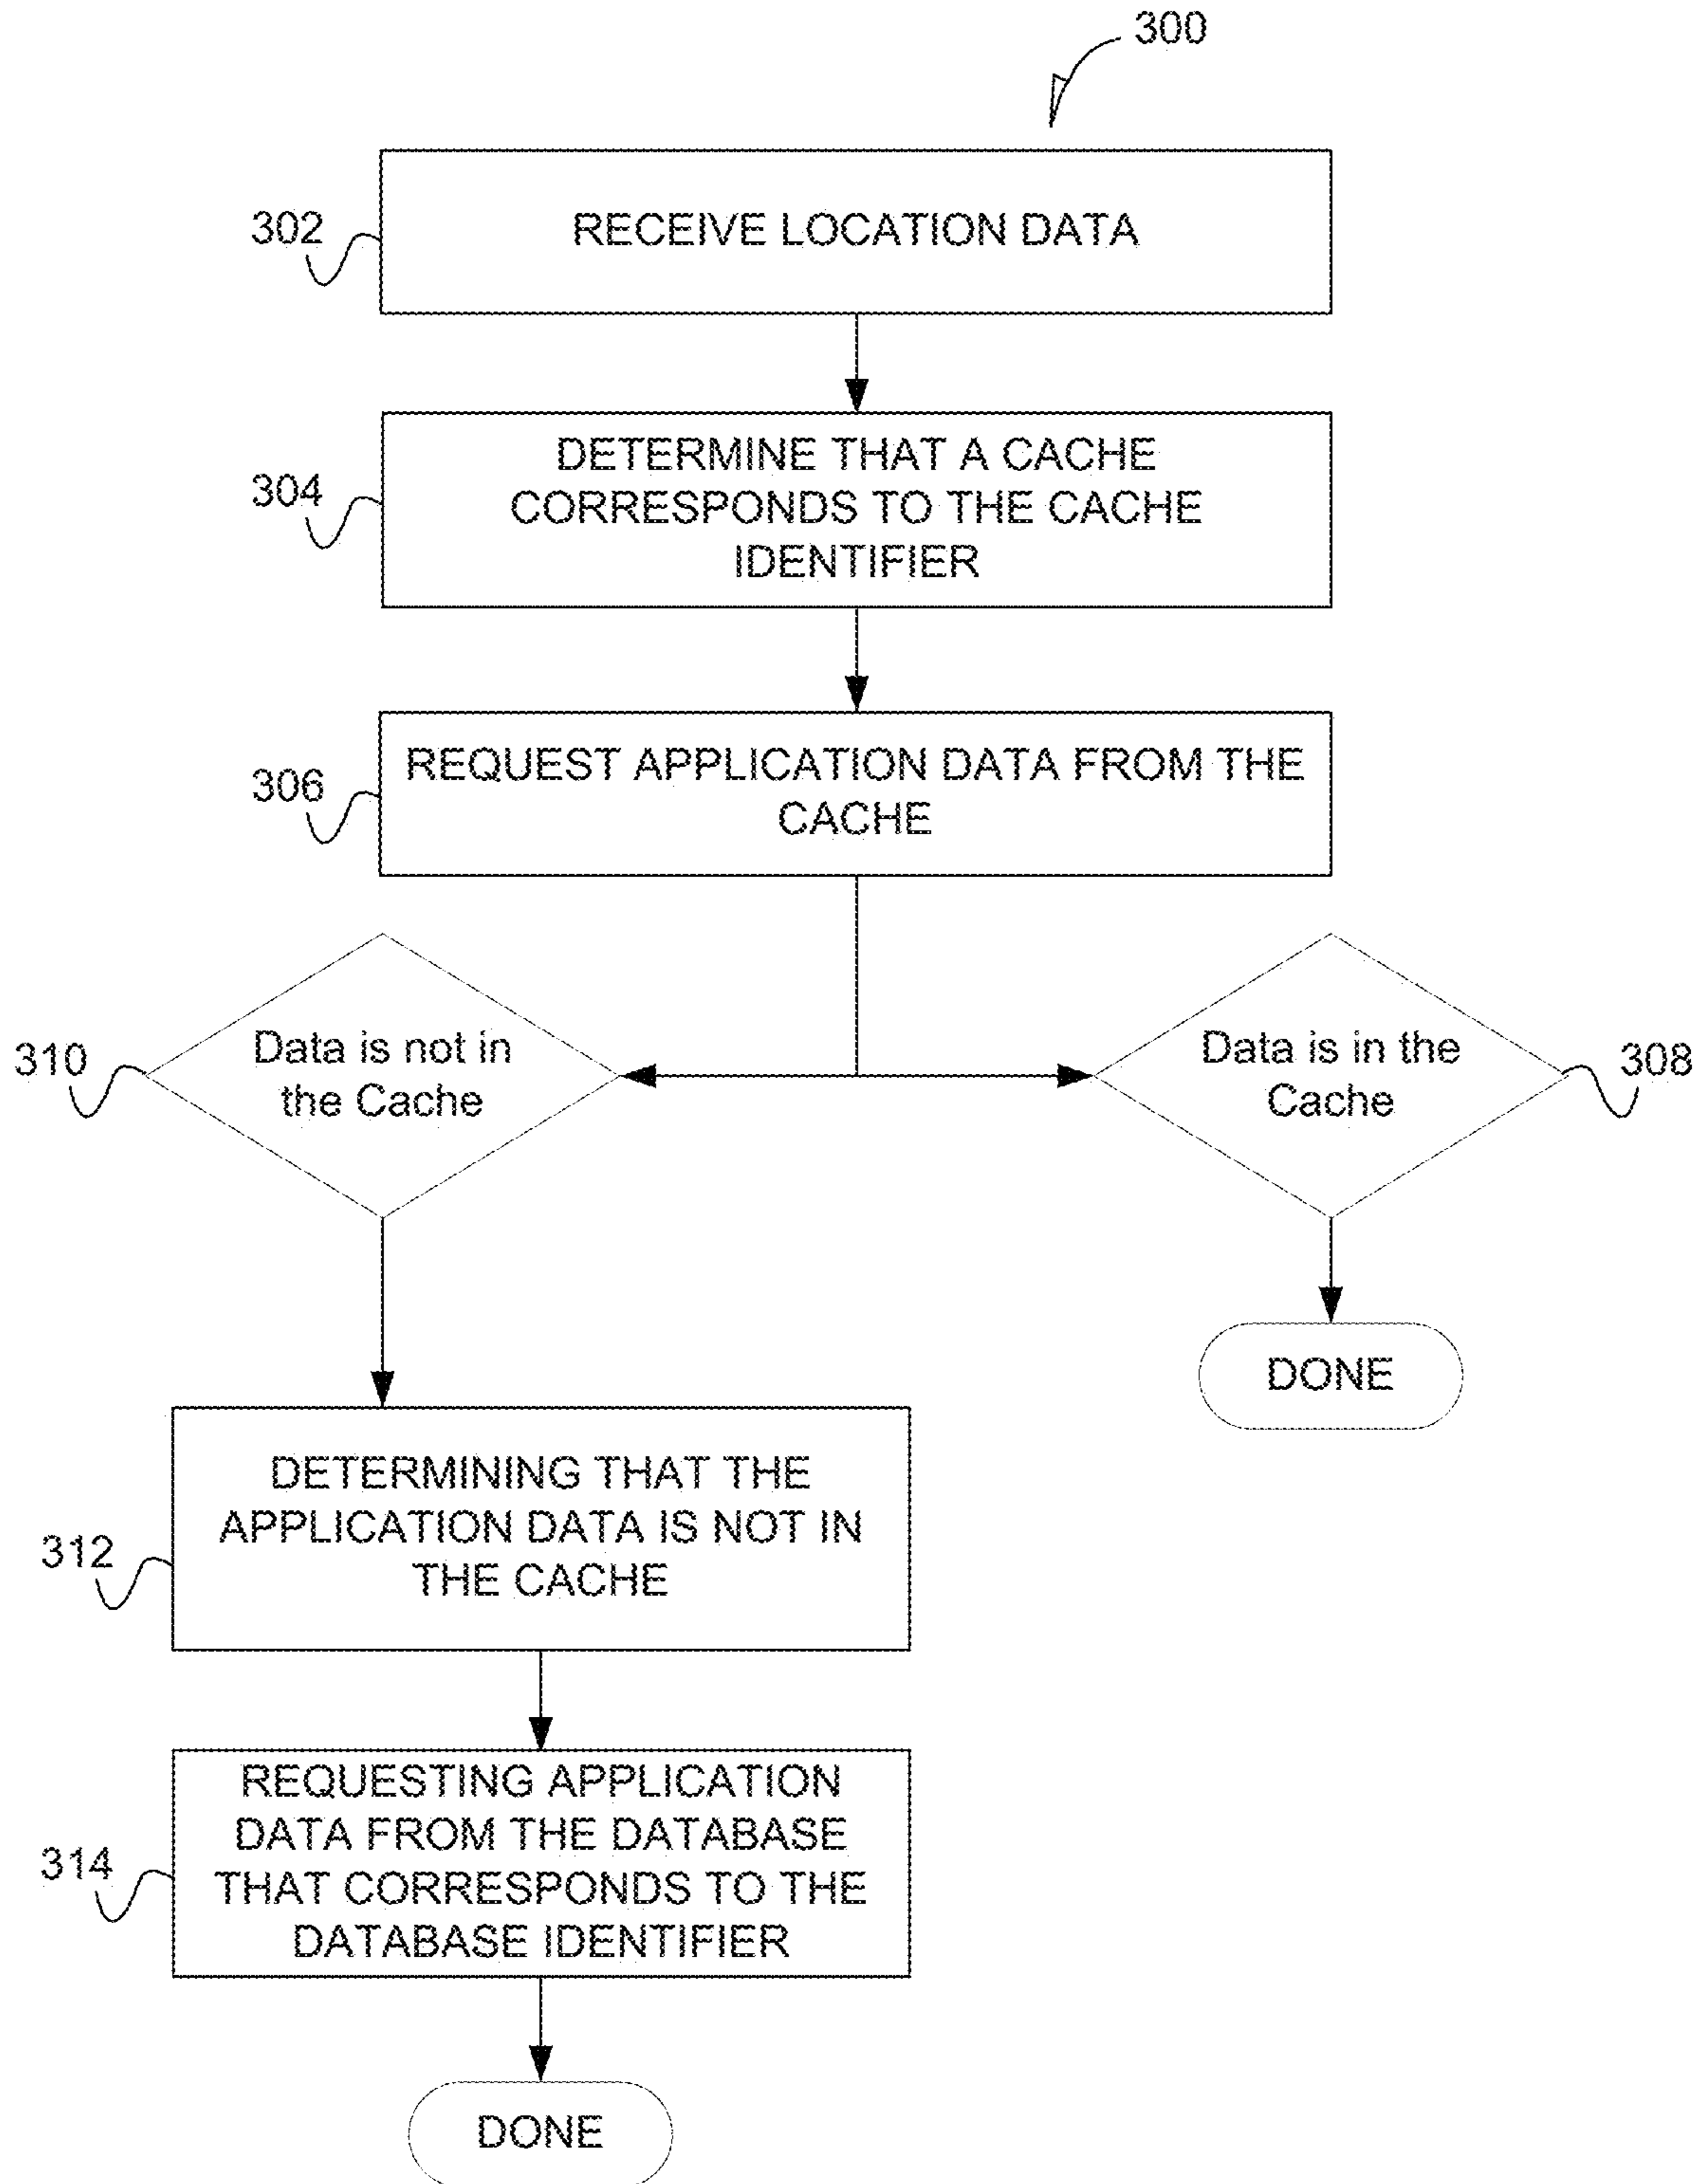 300
302
RECEIVE LOCATION DATA
304
DETERMINE THAT A CACHE
CORRESPONDS TO THE CACHE
IDENTIFIER
306
REQUEST APPLICATION DATA FROM THE
CACHE
310
Data is not in
the Cache
Data is in the
Cache
308
DONE
312
DETERMINING THAT THE
APPLICATION DATA IS NOT IN
THE CACHE
314
REQUESTING APPLICATION
DATA FROM THE DATABASE
THAT CORRESPONDS TO THE
DATABASE IDENTIFIER
DONE